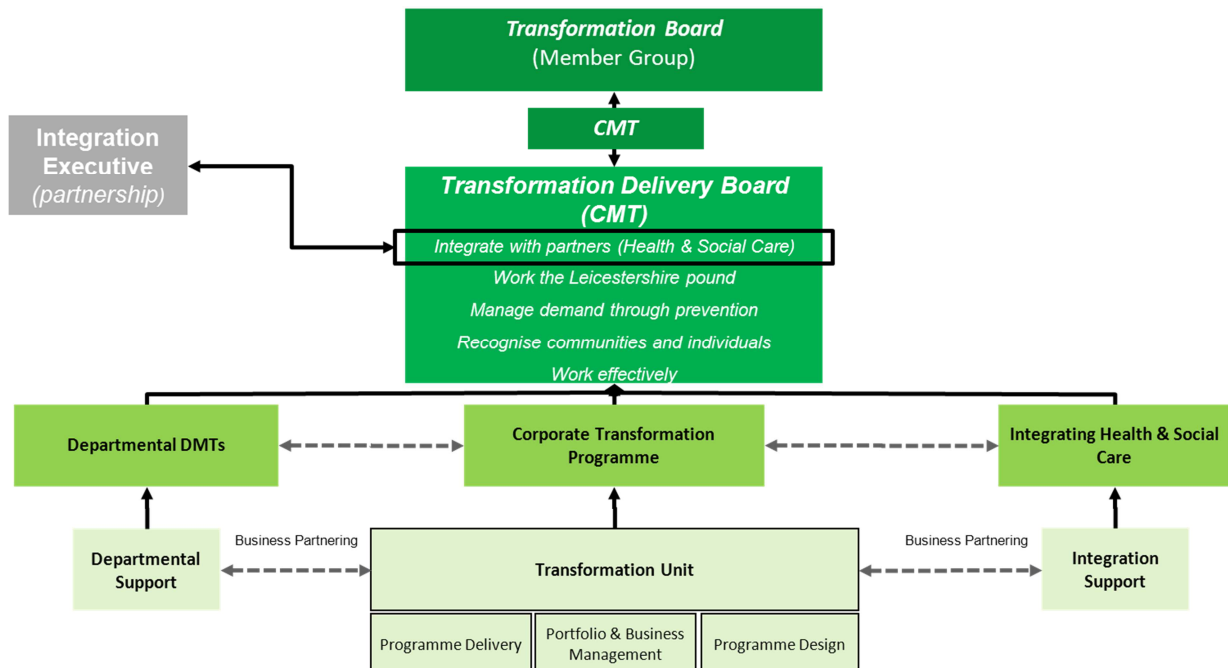 Transformation Board
(Member Group)
CMT
Integration
Executive
(partnership)
Transformation Delivery Board
(CMT)
Integrate with partners (Health & Social Care)
Work the Leicestershire pound
Manage demand through prevention
Recognise communities and individuals
Work effectively
Departmental DMTs
Corporate Transformation
Programme
Integrating Health & Social
Care
Departmental
Support
Business Partnering
Transformation Unit
Business Partnering
Integration
Support
Programme Delivery
Portfolio & Business
Management
Programme Design